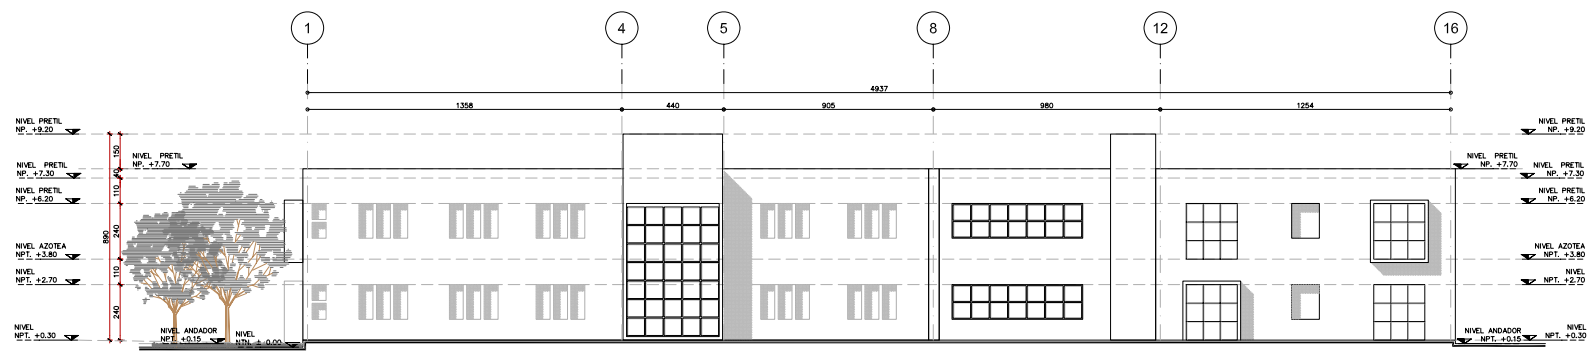 1 4 5 8 12 16
4937
1358 440 905 980 1254
NIVEL PRETIL
NP. +9.20
NIVEL PRETIL
NP. +7.70
NIVEL PRETIL
NP. +7.30
NIVEL PRETIL
NP. +6.20
NIVEL AZOTEA
NPT. +3.80
NIVEL
NPT. +2.70
NIVEL
NPT. +0.30
NIVEL ANDADOR
NPT. +0.15
NIVEL
NTN. ± 0.00
890
150
40
110
240
110
240
NIVEL PRETIL
NP. +9.20
NIVEL PRETIL
NP. +7.70
NIVEL PRETIL
NP. +7.30
NIVEL PRETIL
NP. +6.20
NIVEL AZOTEA
NPT. +3.80
NIVEL
NPT. +2.70
NIVEL ANDADOR
NPT. +0.15
NIVEL
NPT. +0.30